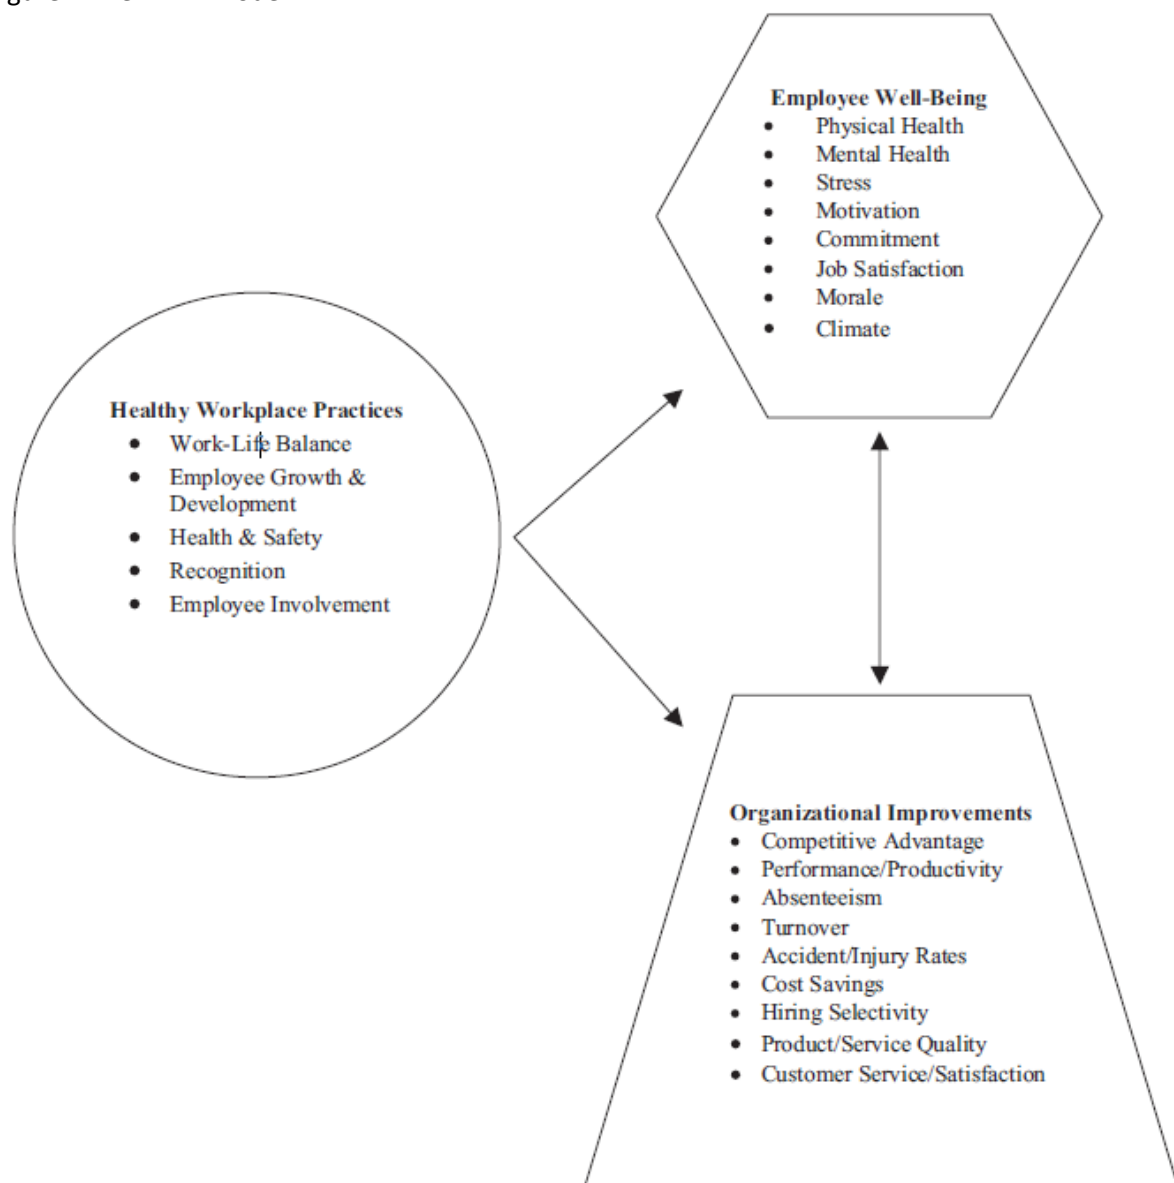 Employee Well-Being
• Physical Health
• Mental Health
• Stress
• Motivation
• Commitment
• Job Satisfaction
• Morale
• Climate
Healthy Workplace Practices
• Work-Life Balance
• Employee Growth &
Development
• Health & Safety
• Recognition
• Employee Involvement
Organizational Improvements
• Competitive Advantage
• Performance/Productivity
• Absenteeism
• Turnover
• Accident/Injury Rates
• Cost Savings
• Hiring Selectivity
• Product/Service Quality
• Customer Service/Satisfaction